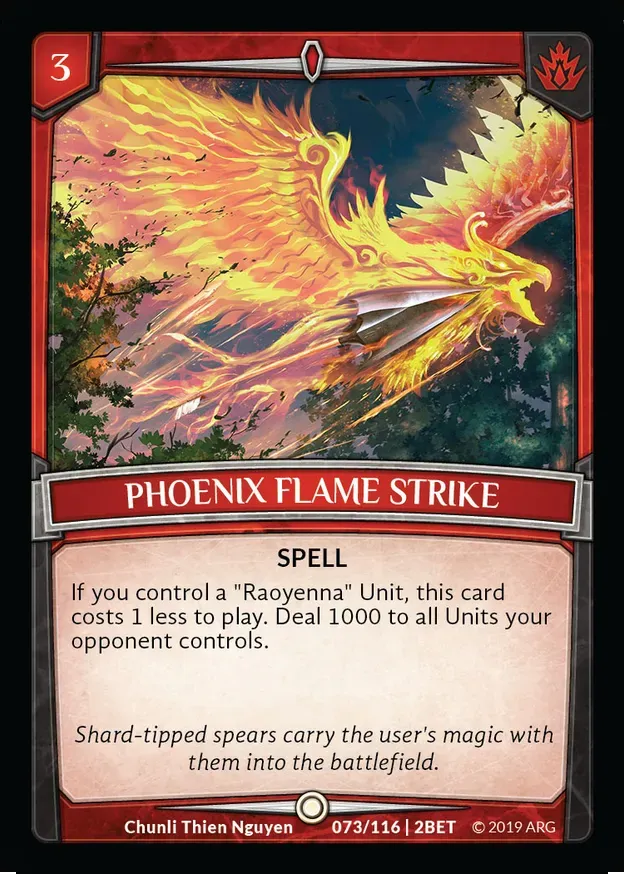 3
PHOENIX FLAME STRIKE
SPELL
If you control a "Raoyenna" Unit, this card
costs 1 less to play. Deal 1000 to all Units your
opponent controls.
Shard-tipped spears carry the user's magic with
them into the battlefield.
Chunli Thien Nguyen 073/116 | 2BET © 2019 ARG